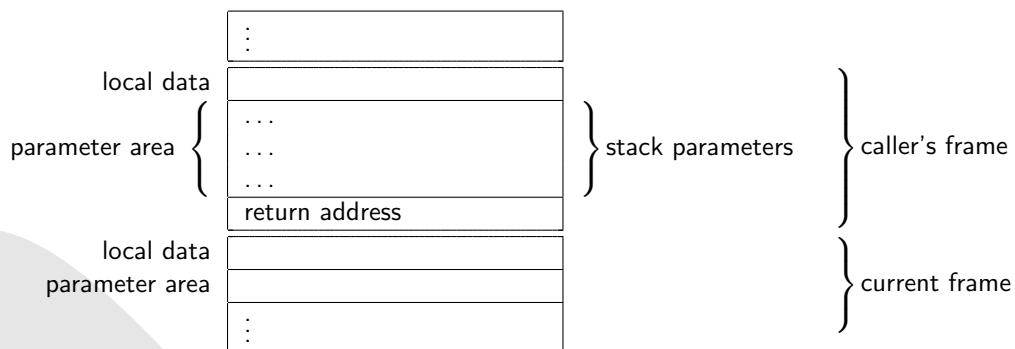 ⋮
local data
. . .
parameter area . . . stack parameters caller's frame
. . .
return address
local data
parameter area current frame
⋮